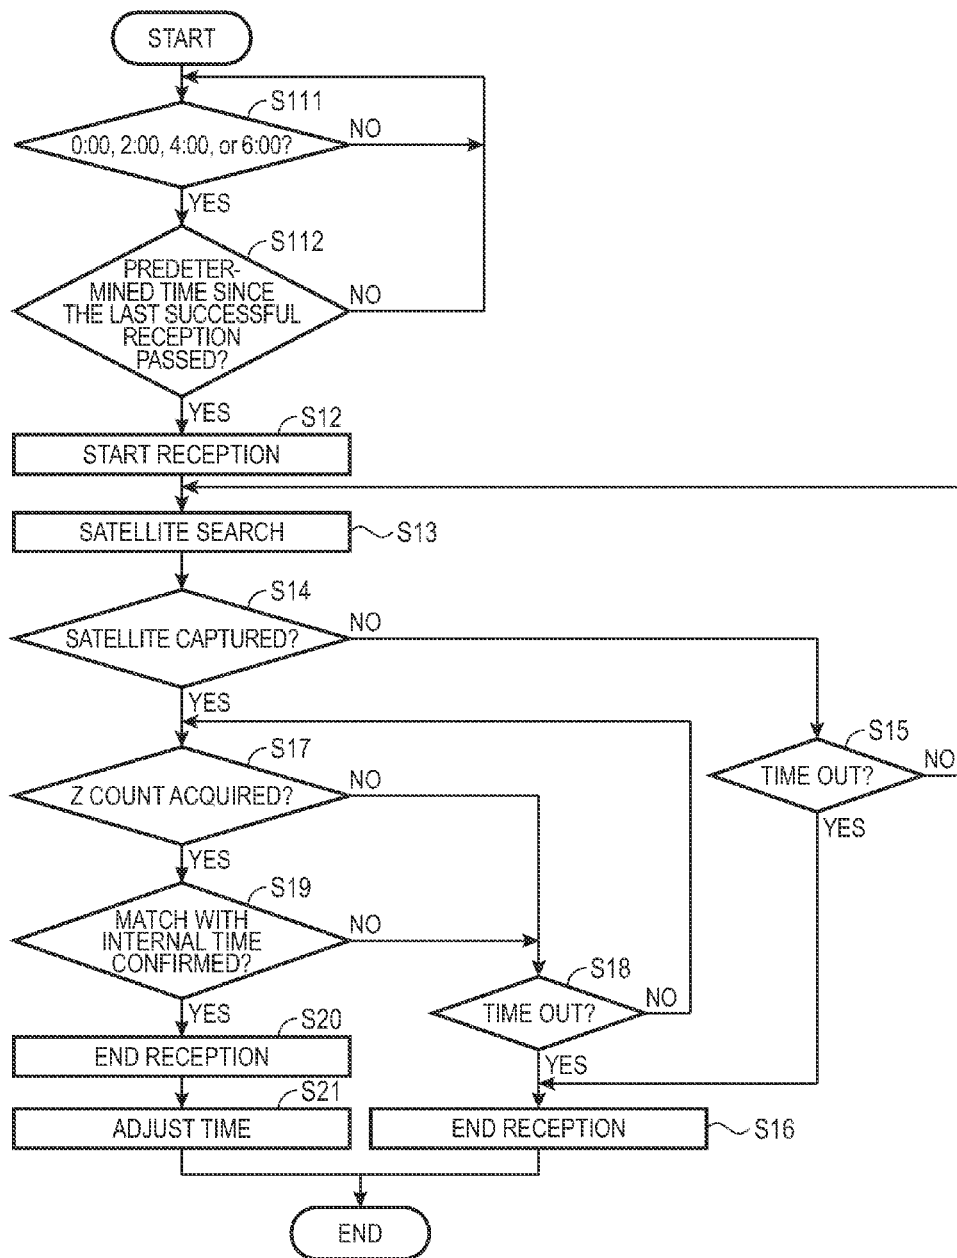 START
S111
0:00, 2:00, 4:00, or 6:00?
NO
YES
S112
PREDETER-
MINED TIME SINCE
THE LAST SUCCESSFUL
RECEPTION
PASSED?
NO
YES
S12
START RECEPTION
SATELLITE SEARCH
S13
S14
SATELLITE CAPTURED?
NO
YES
S15
TIME OUT?
NO
YES
S17
Z COUNT ACQUIRED?
NO
YES
S19
MATCH WITH
INTERNAL TIME
CONFIRMED?
NO
YES
S18
TIME OUT?
NO
YES
S20
END RECEPTION
S21
ADJUST TIME
END RECEPTION
S16
END